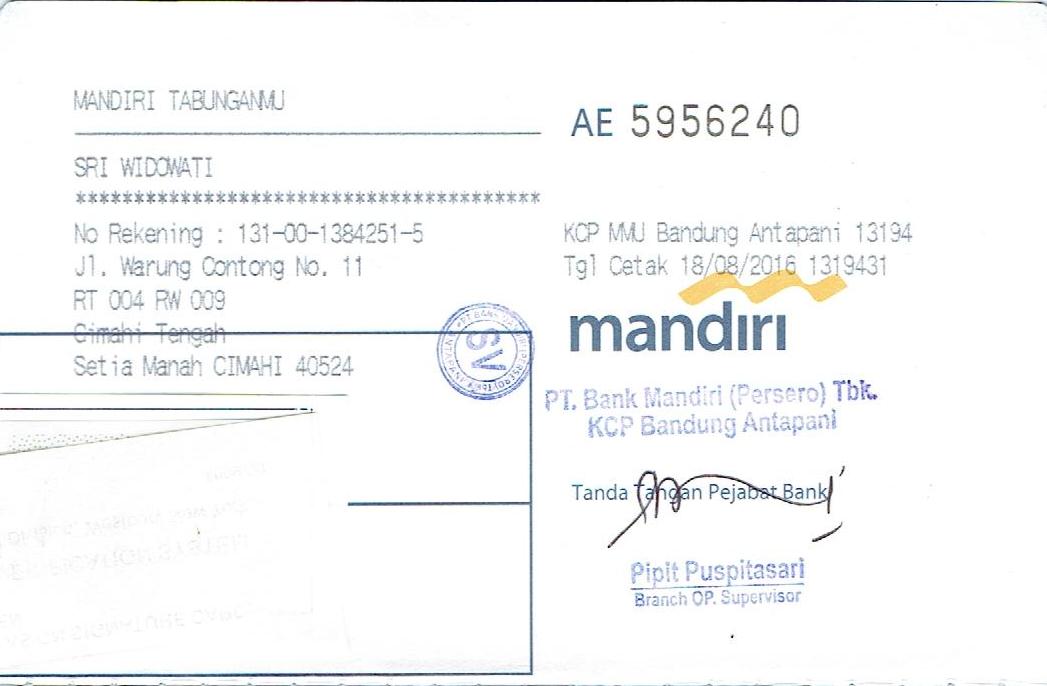 MANDIRI TABUNGANMU
AE 5956240
SRI WIDOWATI
****************************************
No Rekening : 131-00-1384251-5
Jl. Warung Contong No. 11
RT 004 RW 009
Cimahi Tengah
Setia Manah CIMAHI 40524
KCP MMU Bandung Antapani 13194
Tgl Cetak 18/08/2016 1319431
mandırı
SV
PT. Bank Mandiri (Persero) Tbk.
KCP Bandung Antapani
Tanda Tangan Pejabat Bank
Pipit Puspitasari
Branch OP. Supervisor